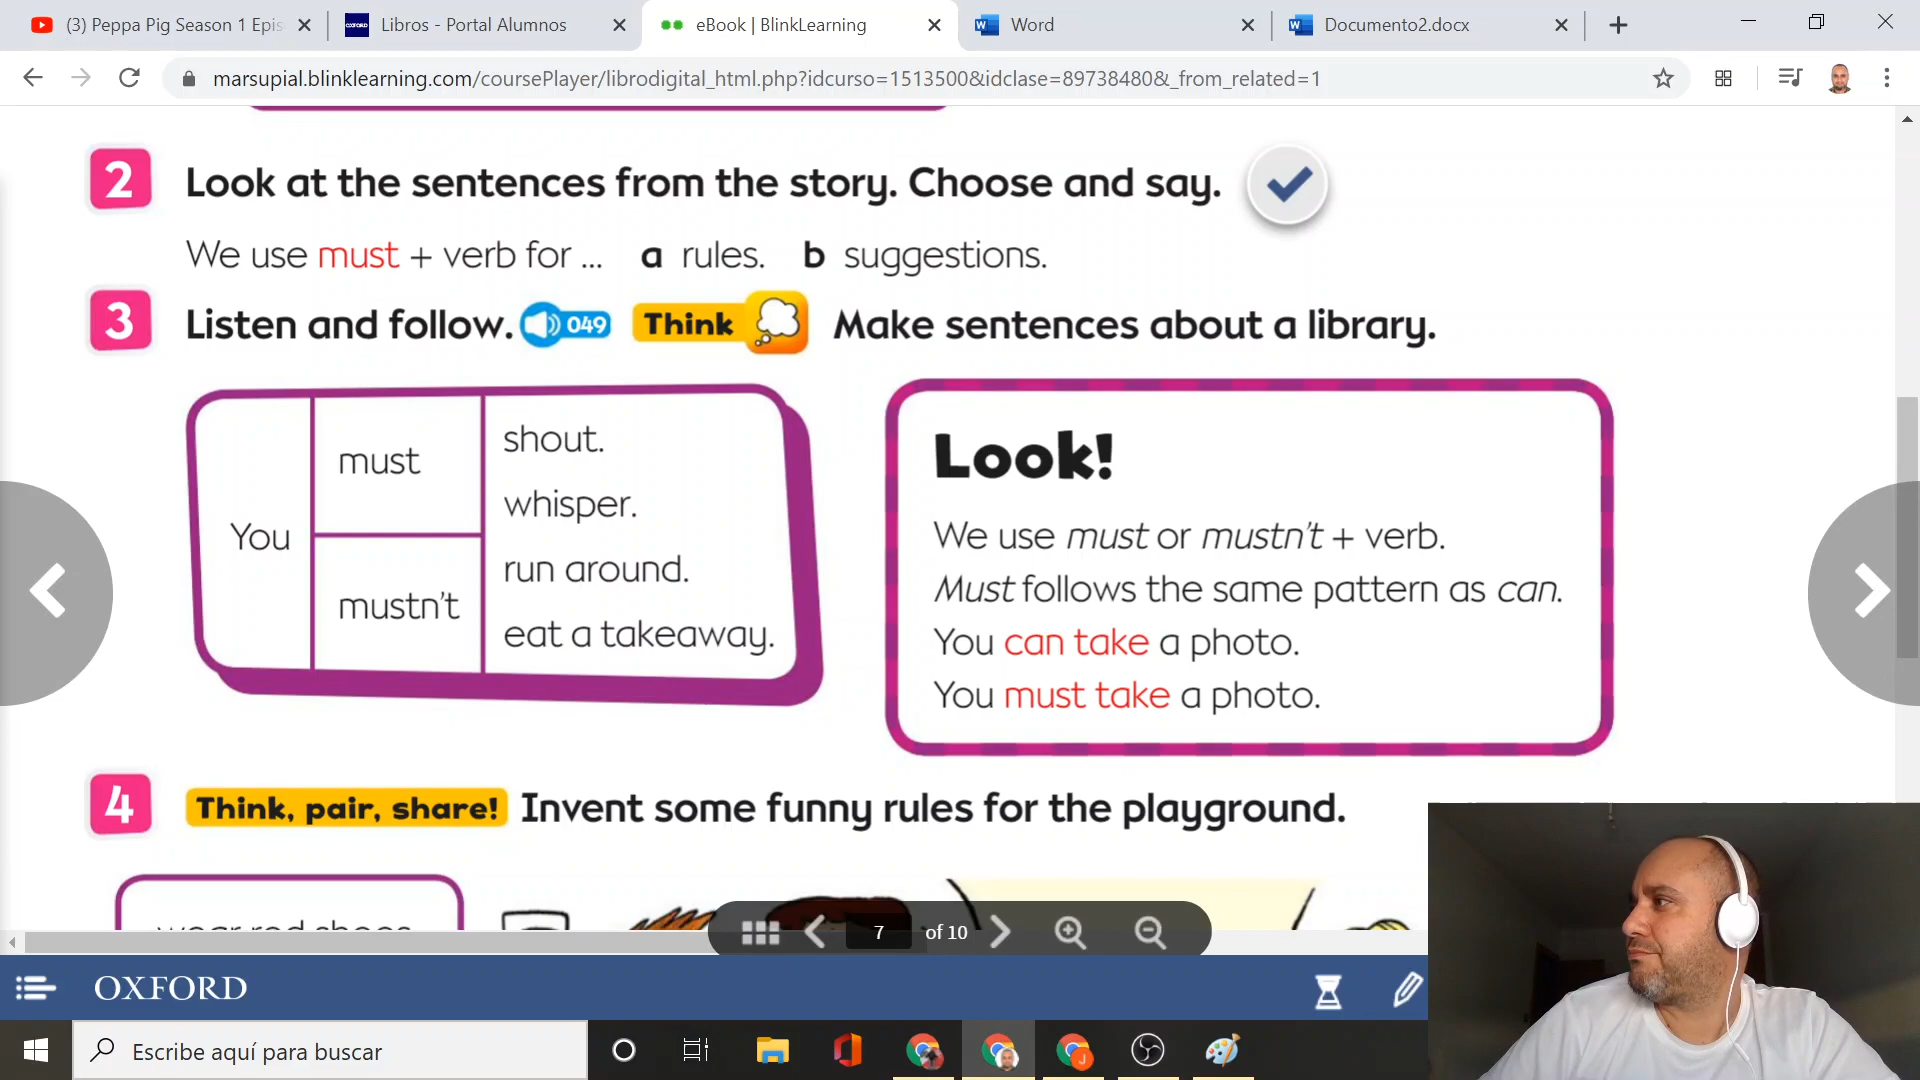 (3) Peppa Pig Season 1 Epis
Libros - Portal Alumnos
eBook | BlinkLearning
Word
Documento2.docx
marsupial.blinklearning.com/coursePlayer/librodigital_html.php?idcurso=1513500&idclase=89738480&_from_related=1
2 Look at the sentences from the story. Choose and say.
We use must + verb for ... a rules. b suggestions.
3 Listen and follow. 049 Think Make sentences about a library.
You
must
mustn't
shout.
whisper.
run around.
eat a takeaway.
Look!
We use must or mustn't + verb.
Must follows the same pattern as can.
You can take a photo.
You must take a photo.
4 Think, pair, share! Invent some funny rules for the playground.
wear red shoes
7 of 10
OXFORD
Escribe aquí para buscar